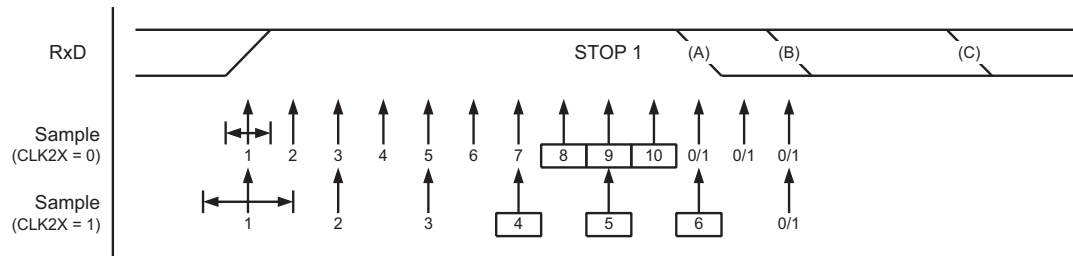 RxD STOP 1 (A) (B) (C)
Sample
(CLK2X = 0)
1 2 3 4 5 6 7 8 9 10 0/1 0/1 0/1
Sample
(CLK2X = 1)
1 2 3 4 5 6 0/1